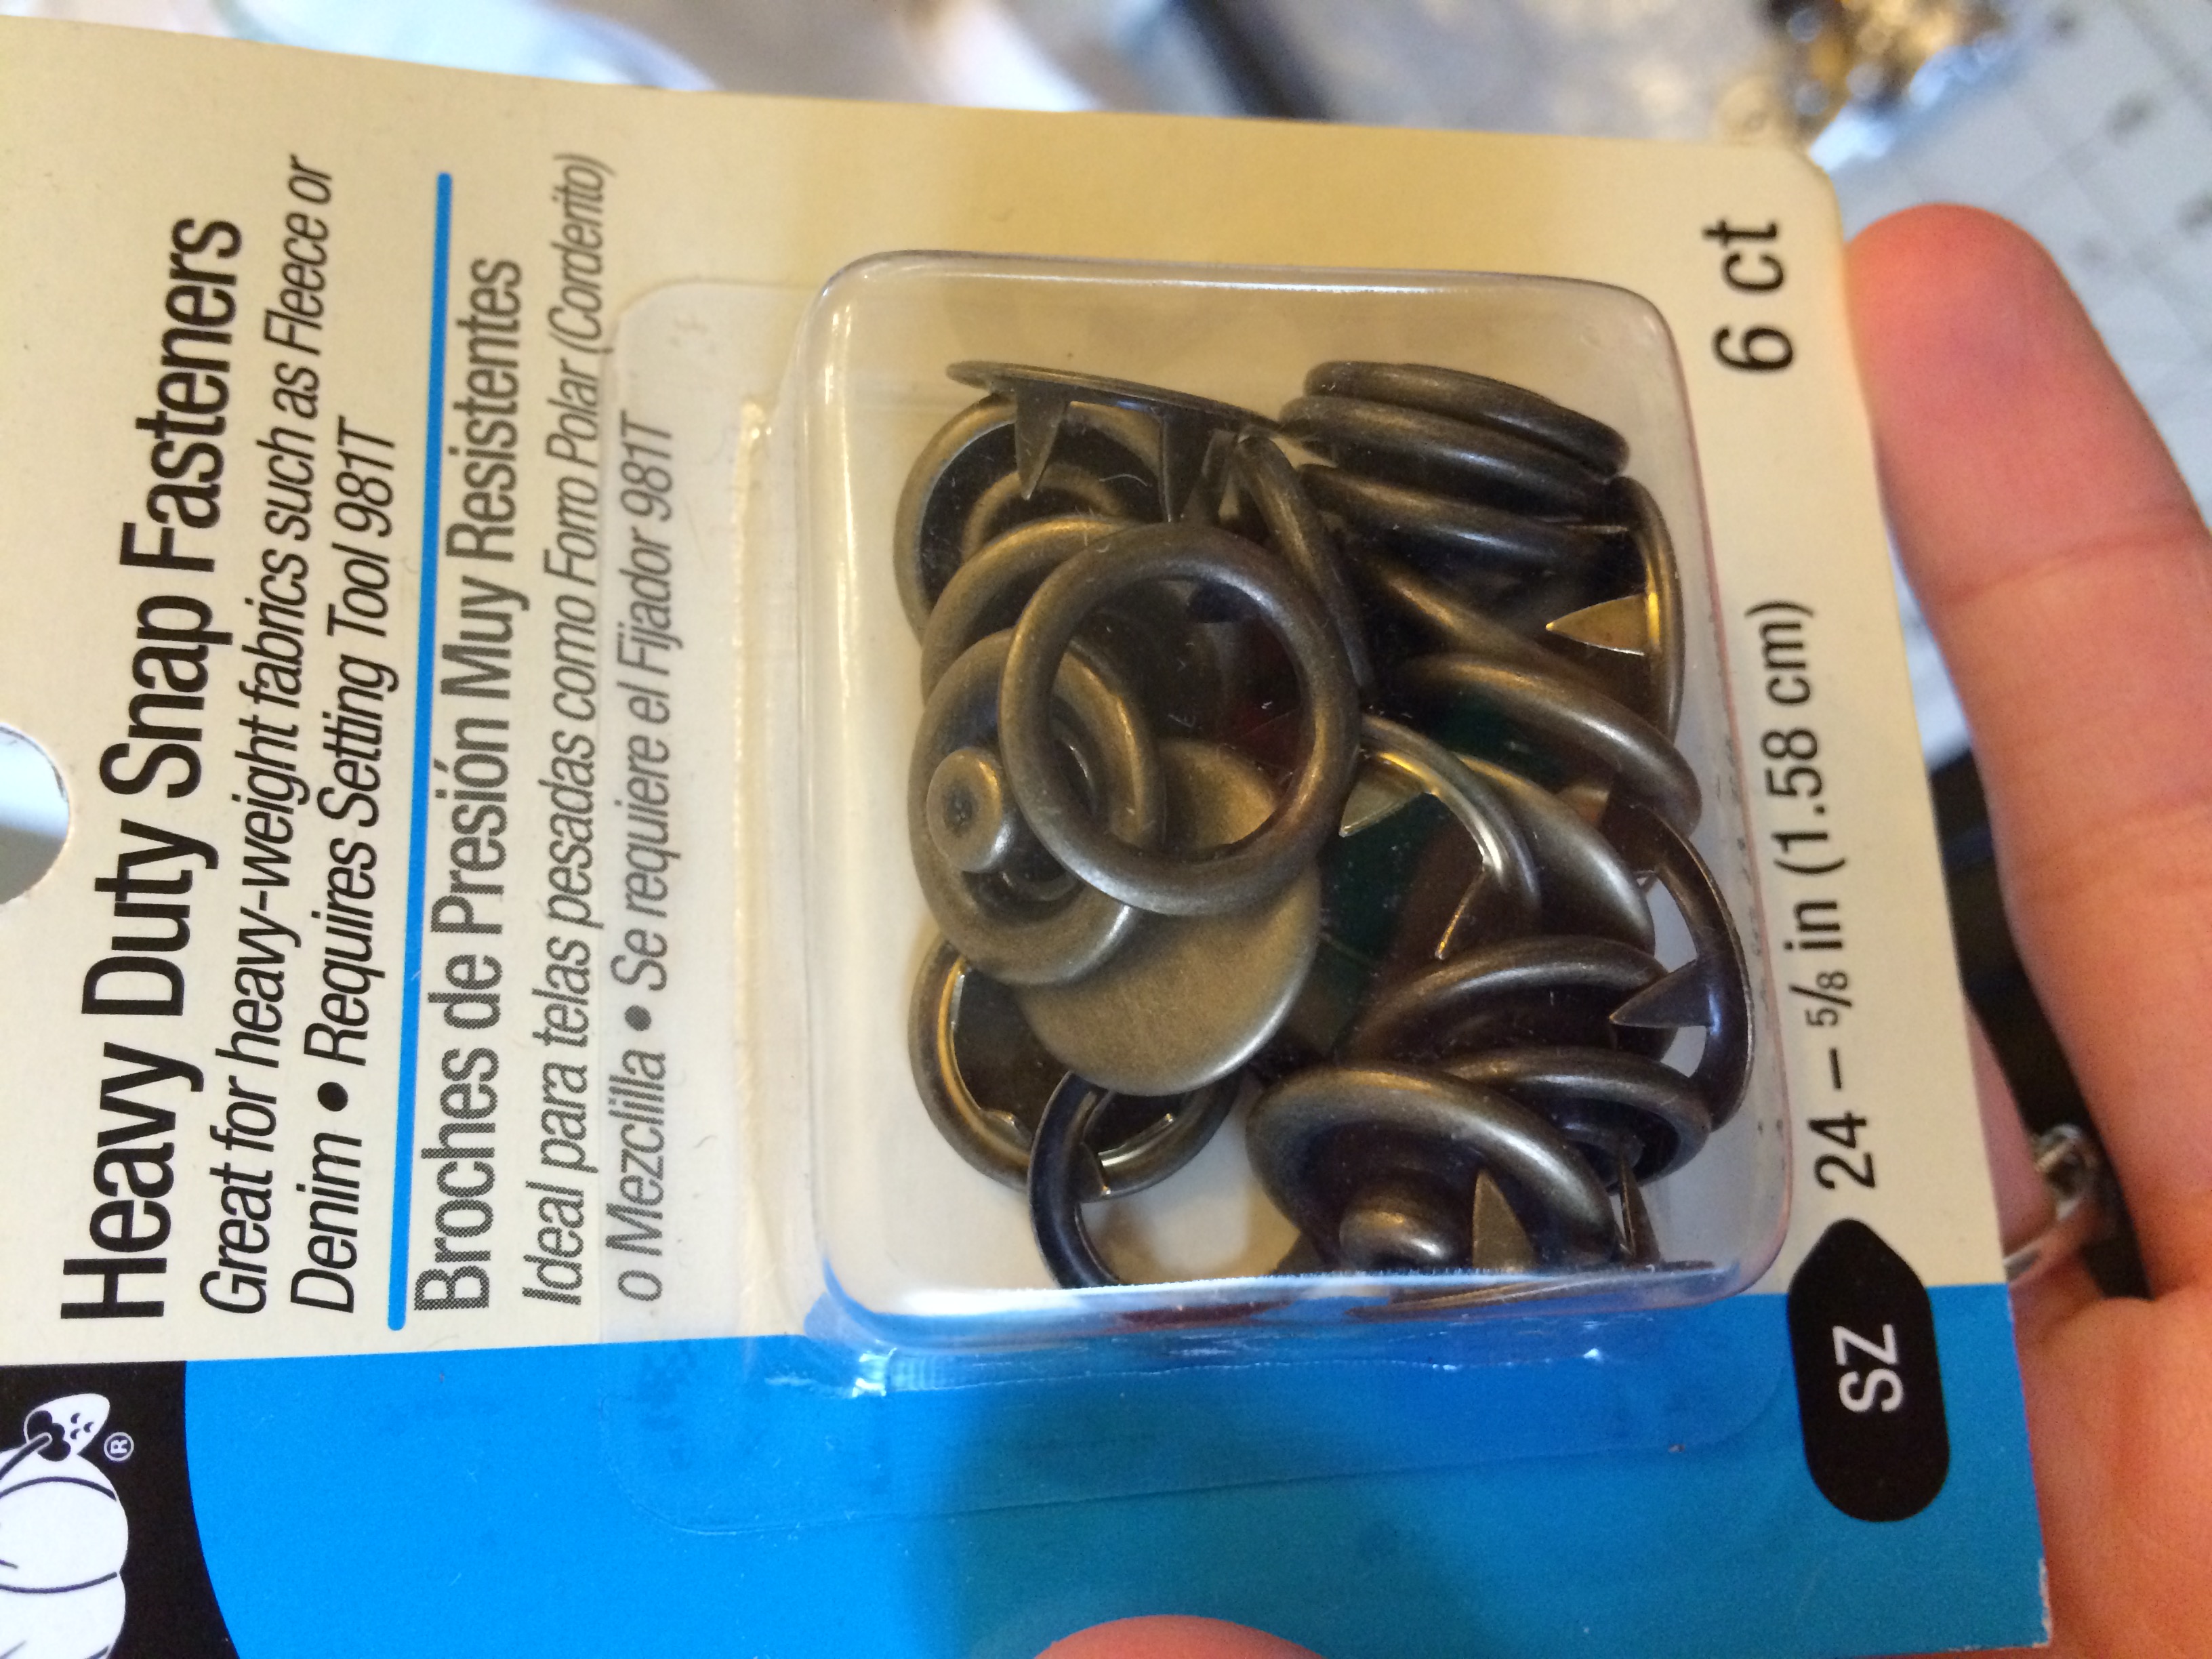 Heavy Duty Snap Fasteners
Great for heavy-weight fabrics such as Fleece or
Denim • Requires Setting Tool 981T
Broches de Presión Muy Resistentes
Ideal para telas pesadas como Forro Polar (Corderito)
o Mezclilla • Se requiere el Fijador 981T
SZ 24 – 5/8 in (1.58 cm) 6 ct
®